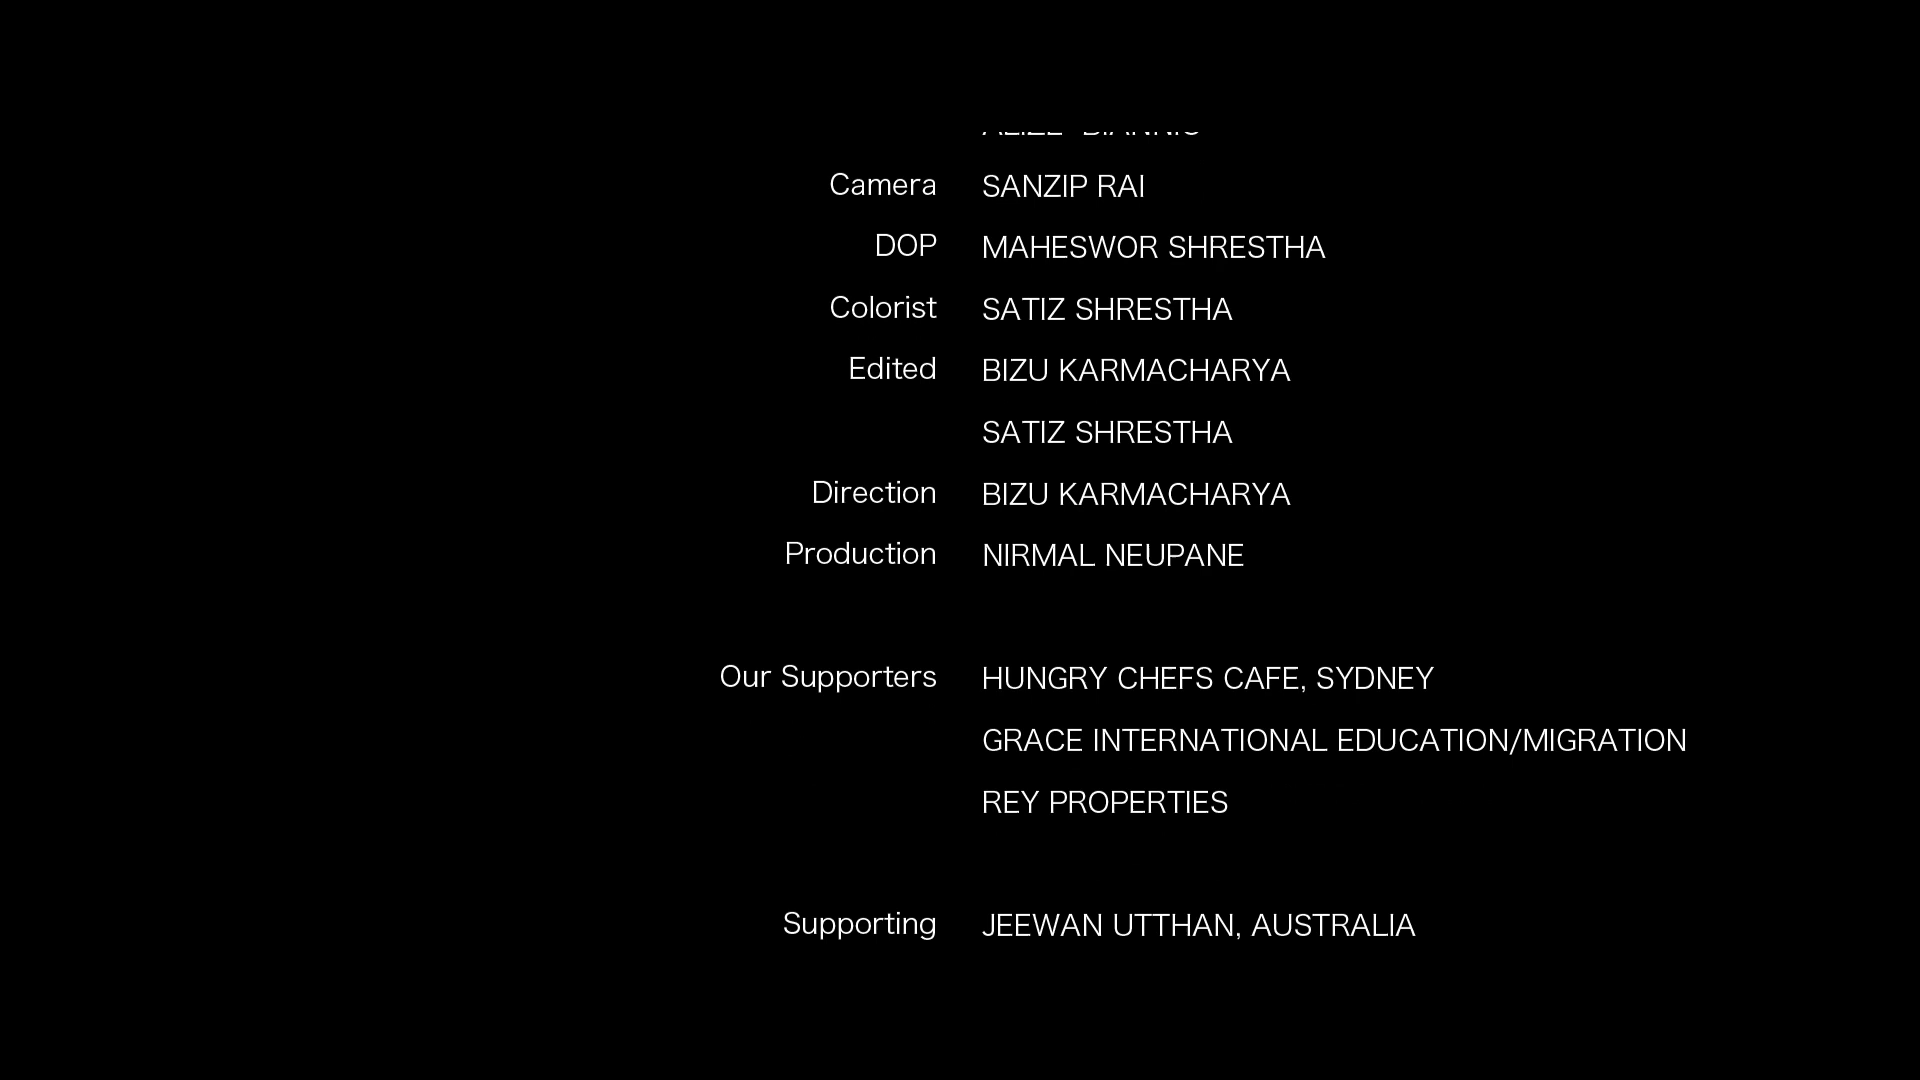 Camera SANZIP RAI
DOP MAHESWOR SHRESTHA
Colorist SATIZ SHRESTHA
Edited BIZU KARMACHARYA
SATIZ SHRESTHA
Direction BIZU KARMACHARYA
Production NIRMAL NEUPANE
Our Supporters HUNGRY CHEFS CAFE, SYDNEY
GRACE INTERNATIONAL EDUCATION/MIGRATION
REY PROPERTIES
Supporting JEEWAN UTTHAN, AUSTRALIA